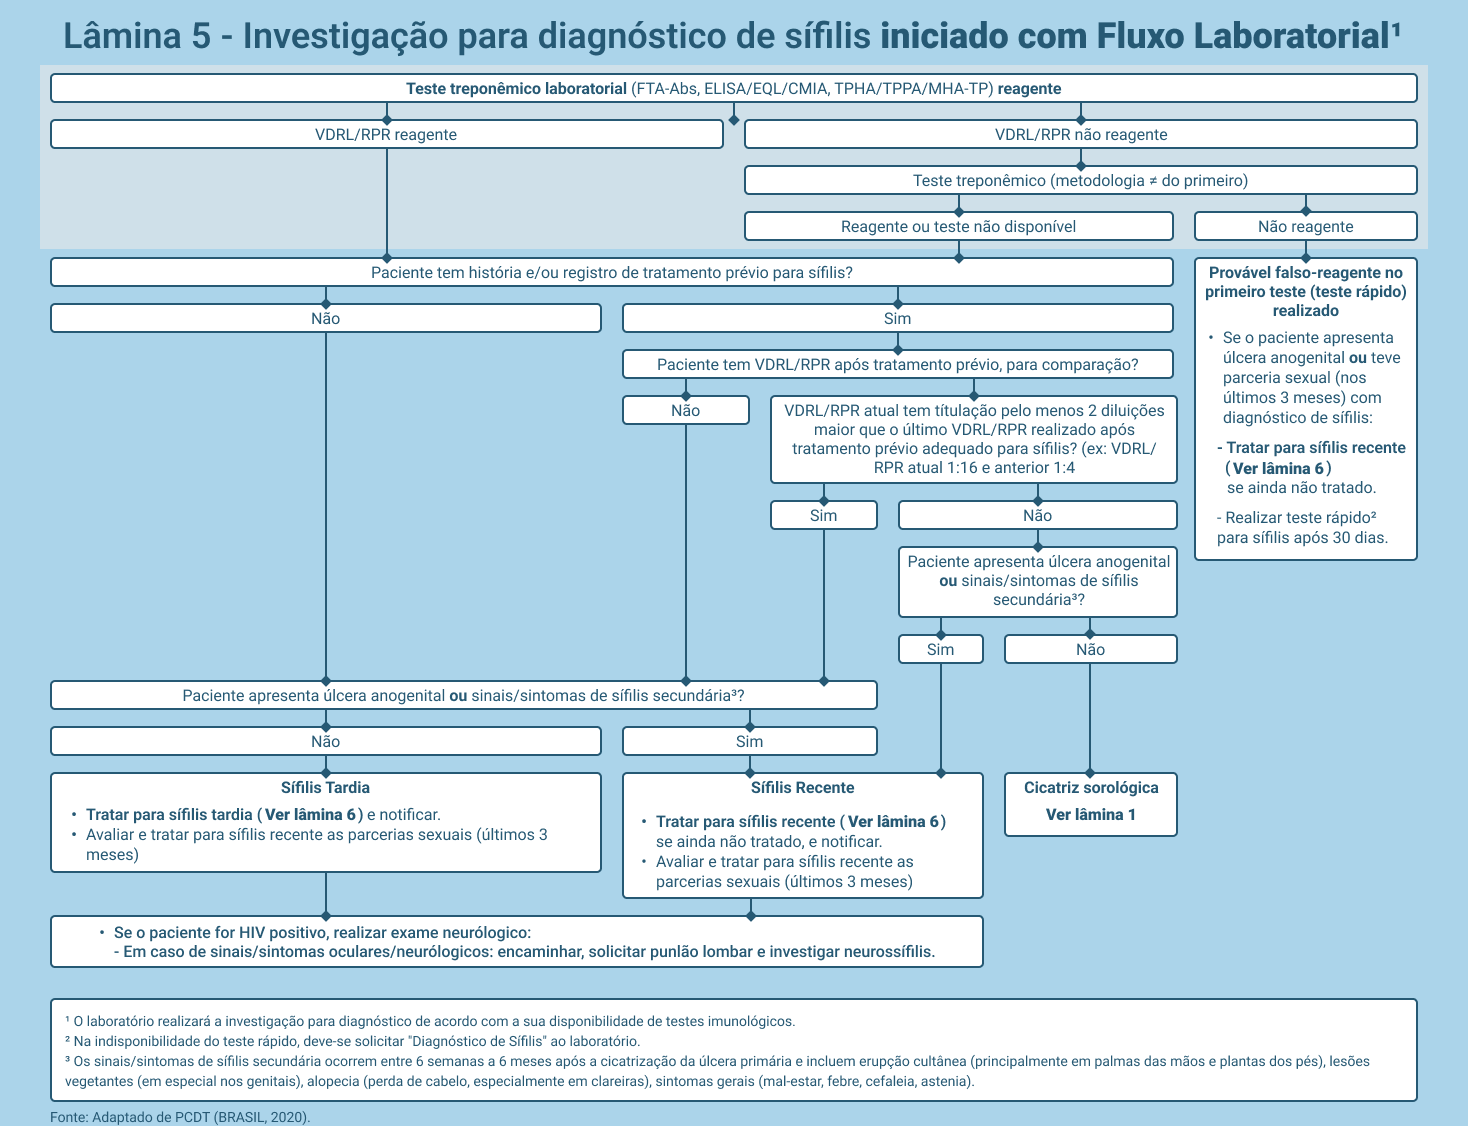 Lâmina 5 - Investigação para diagnóstico de sífilis iniciado com Fluxo Laboratorial¹
Teste treponêmico laboratorial (FTA-Abs, ELISA/EQL/CMIA, TPHA/TPPA/MHA-TP) reagente
VDRL/RPR reagente
VDRL/RPR não reagente
Teste treponêmico (metodologia ≠ do primeiro)
Reagente ou teste não disponível
Não reagente
Paciente tem história e/ou registro de tratamento prévio para sífilis?
Provável falso-reagente no
primeiro teste (teste rápido)
realizado
• Se o paciente apresenta
úlcera anogenital ou teve
parceria sexual (nos
últimos 3 meses) com
diagnóstico de sífilis:
- Tratar para sífilis recente
(Ver lâmina 6)
se ainda não tratado.
- Realizar teste rápido²
para sífilis após 30 dias.
Não
Sim
Paciente tem VDRL/RPR após tratamento prévio, para comparação?
Não
VDRL/RPR atual tem títulação pelo menos 2 diluições
maior que o último VDRL/RPR realizado após
tratamento prévio adequado para sífilis? (ex: VDRL/
RPR atual 1:16 e anterior 1:4
Sim
Não
Paciente apresenta úlcera anogenital
ou sinais/sintomas de sífilis
secundária³?
Sim
Não
Paciente apresenta úlcera anogenital ou sinais/sintomas de sífilis secundária³?
Não
Sim
Sífilis Tardia
• Tratar para sífilis tardia (Ver lâmina 6) e notificar.
• Avaliar e tratar para sífilis recente as parcerias sexuais (últimos 3
meses)
Sífilis Recente
• Tratar para sífilis recente (Ver lâmina 6)
se ainda não tratado, e notificar.
• Avaliar e tratar para sífilis recente as
parcerias sexuais (últimos 3 meses)
Cicatriz sorológica
Ver lâmina 1
• Se o paciente for HIV positivo, realizar exame neurólogico:
- Em caso de sinais/sintomas oculares/neurólogicos: encaminhar, solicitar punlão lombar e investigar neurossífilis.
¹ O laboratório realizará a investigação para diagnóstico de acordo com a sua disponibilidade de testes imunológicos.
² Na indisponibilidade do teste rápido, deve-se solicitar "Diagnóstico de Sífilis" ao laboratório.
³ Os sinais/sintomas de sífilis secundária ocorrem entre 6 semanas a 6 meses após a cicatrização da úlcera primária e incluem erupção cultânea (principalmente em palmas das mãos e plantas dos pés), lesões
vegetantes (em especial nos genitais), alopecia (perda de cabelo, especialmente em clareiras), sintomas gerais (mal-estar, febre, cefaleia, astenia).
Fonte: Adaptado de PCDT (BRASIL, 2020).